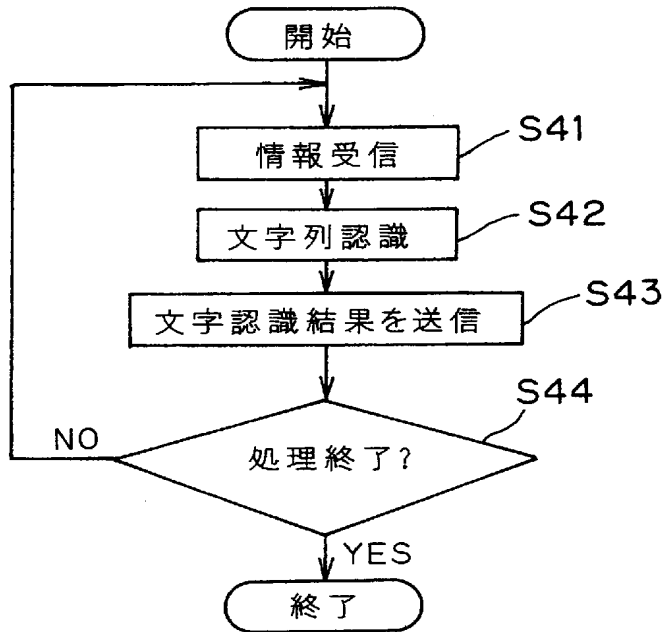 開始
情報受信
S41
文字列認識
S42
文字認識結果を送信
S43
S44
処理終了?
NO
YES
終了